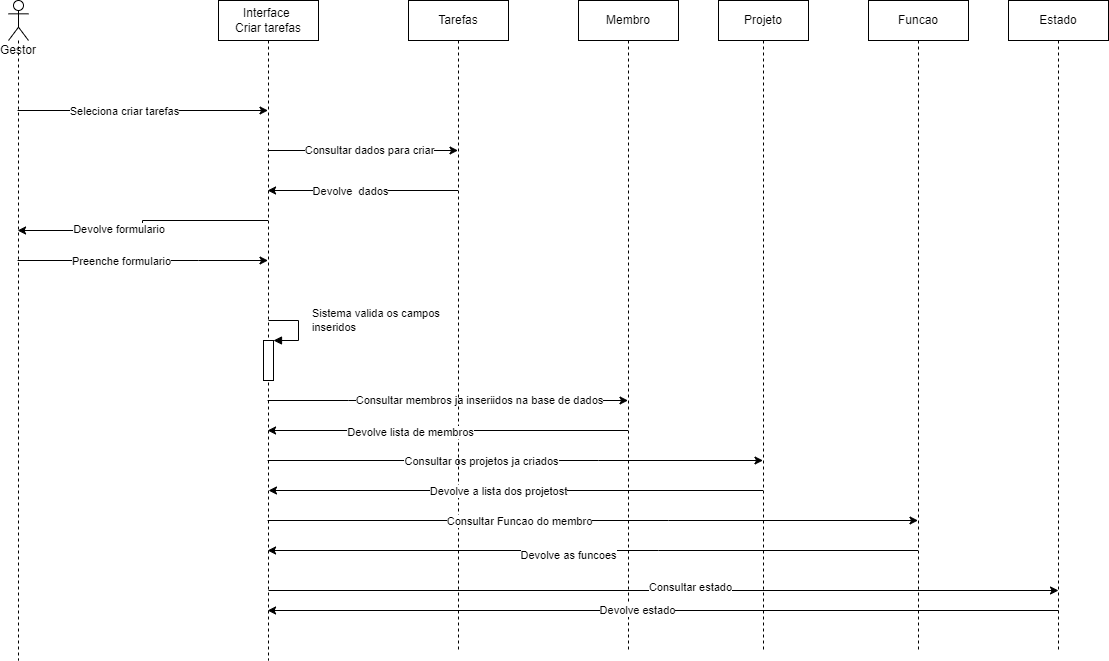 Gestor
Interface
Criar tarefas
Tarefas
Membro
Projeto
Funcao
Estado
Seleciona criar tarefas
Consultar dados para criar
Devolve dados
Devolve formulario
Preenche formulario
Sistema valida os campos
inseridos
Consultar membros ja inseriidos na base de dados
Devolve lista de membros
Consultar os projetos ja criados
Devolve a lista dos projetost
Consultar Funcao do membro
Devolve as funcoes
Consultar estado
Devolve estado